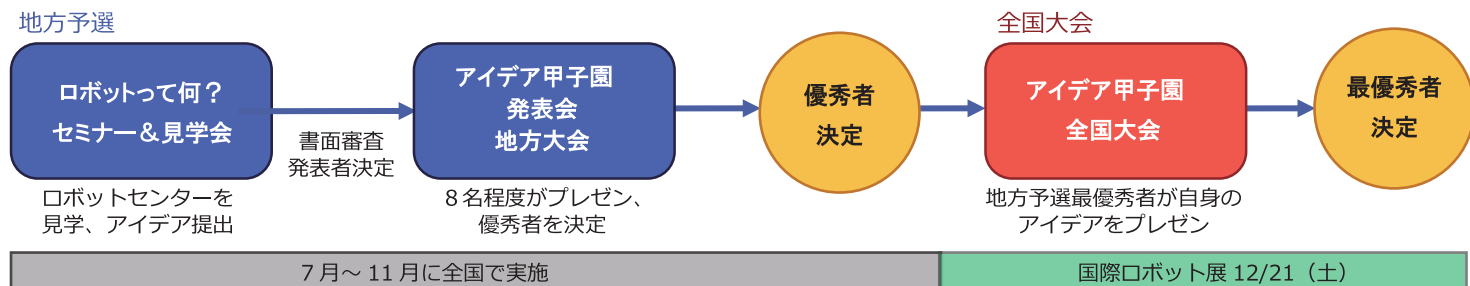 地方予選
ロボットって何？
セミナー＆見学会
ロボットセンターを
見学、アイデア提出
書面審査
発表者決定
アイデア甲子園
発表会
地方大会
８名程度がプレゼン、
優秀者を決定
優秀者
決定
全国大会
アイデア甲子園
全国大会
地方予選最優秀者が自身の
アイデアをプレゼン
最優秀者
決定
７月～ 11 月に全国で実施
国際ロボット展 12/21（土）